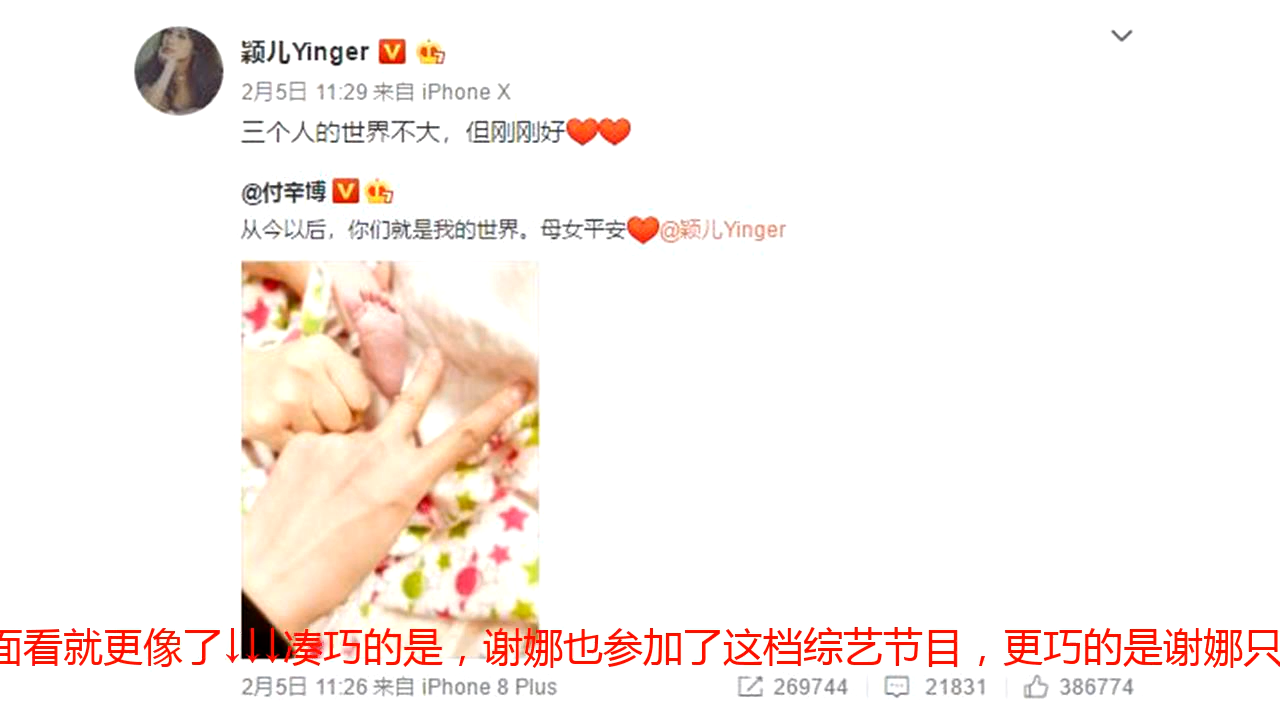 颖儿Yinger
2月5日 11:29 来自 iPhone X
三个人的世界不大，但刚刚好
@付辛博
从今以后，你们就是我的世界。母女平安@颖儿Yinger
面看就更像了↓↓↓凑巧的是，谢娜也参加了这档综艺节目，更巧的是谢娜只
2月5日 11:26 来自 iPhone 8 Plus 269744 21831 386774